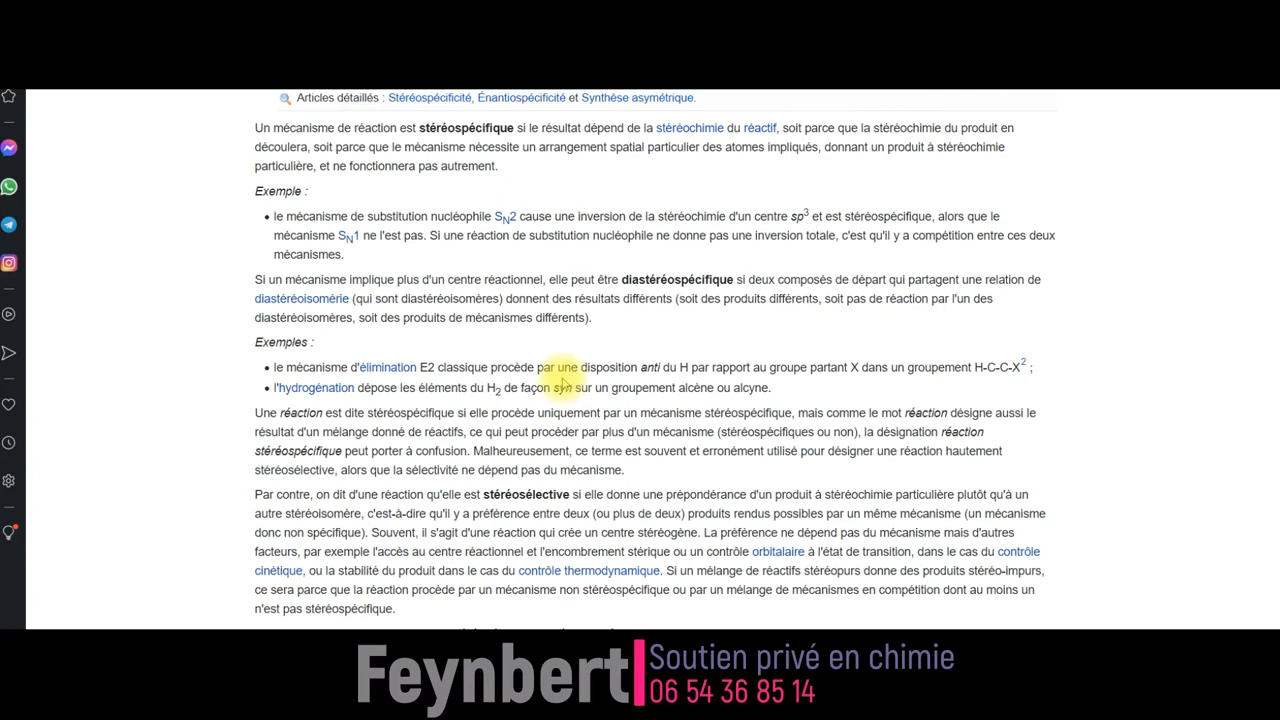 Articles détaillés : Stéréospécificité, Énantiospécificité et Synthèse asymétrique.
Un mécanisme de réaction est stéréospécifique si le résultat dépend de la stéréochimie du réactif, soit parce que la stéréochimie du produit en
découlera, soit parce que le mécanisme nécessite un arrangement spatial particulier des atomes impliqués, donnant un produit à stéréochimie
particulière, et ne fonctionnera pas autrement.
Exemple :
• le mécanisme de substitution nucléophile SN2 cause une inversion de la stéréochimie d'un centre sp3 et est stéréospécifique, alors que le
mécanisme SN1 ne l'est pas. Si une réaction de substitution nucléophile ne donne pas une inversion totale, c'est qu'il y a compétition entre ces deux
mécanismes.
Si un mécanisme implique plus d'un centre réactionnel, elle peut être diastéréospécifique si deux composés de départ qui partagent une relation de
diastéréoisomérie (qui sont diastéréoisomères) donnent des résultats différents (soit des produits différents, soit pas de réaction par l'un des
diastéréoisomères, soit des produits de mécanismes différents).
Exemples :
• le mécanisme d'élimination E2 classique procède par une disposition anti du H par rapport au groupe partant X dans un groupement H-C-C-X2 ;
• l'hydrogénation dépose les éléments du H2 de façon syn sur un groupement alcène ou alcyne.
Une réaction est dite stéréospécifique si elle procède uniquement par un mécanisme stéréospécifique, mais comme le mot réaction désigne aussi le
résultat d'un mélange donné de réactifs, ce qui peut procéder par plus d'un mécanisme (stéréospécifiques ou non), la désignation réaction
stéréospécifique peut porter à confusion. Malheureusement, ce terme est souvent et erronément utilisé pour désigner une réaction hautement
stéréosélective, alors que la sélectivité ne dépend pas du mécanisme.
Par contre, on dit d'une réaction qu'elle est stéréosélective si elle donne une prépondérance d'un produit à stéréochimie particulière plutôt qu'à un
autre stéréoisomère, c'est-à-dire qu'il y a préférence entre deux (ou plus de deux) produits rendus possibles par un même mécanisme (un mécanisme
donc non spécifique). Souvent, il s'agit d'une réaction qui crée un centre stéréogène. La préférence ne dépend pas du mécanisme mais d'autres
facteurs, par exemple l'accès au centre réactionnel et l'encombrement stérique ou un contrôle orbitalaire à l'état de transition, dans le cas du contrôle
cinétique, ou la stabilité du produit dans le cas du contrôle thermodynamique. Si un mélange de réactifs stéréopurs donne des produits stéréo-impurs,
ce sera parce que la réaction procède par un mécanisme non stéréospécifique ou par un mélange de mécanismes en compétition dont au moins un
n'est pas stéréospécifique.
Feynbert
Soutien privé en chimie
06 54 36 85 14